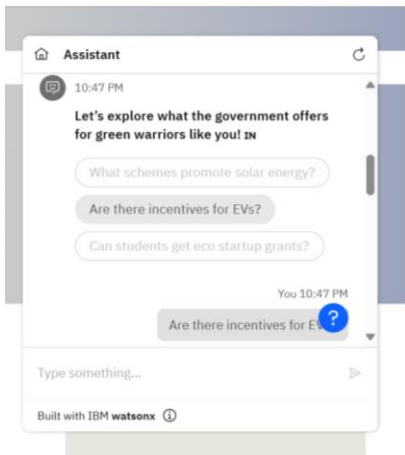 Assistant
10:47 PM
Let's explore what the government offers
for green warriors like you! IN
What schemes promote solar energy?
Are there incentives for EVs?
Can students get eco startup grants?
You 10:47 PM
Are there incentives for
?
Type something...
Built with IBM watsonx